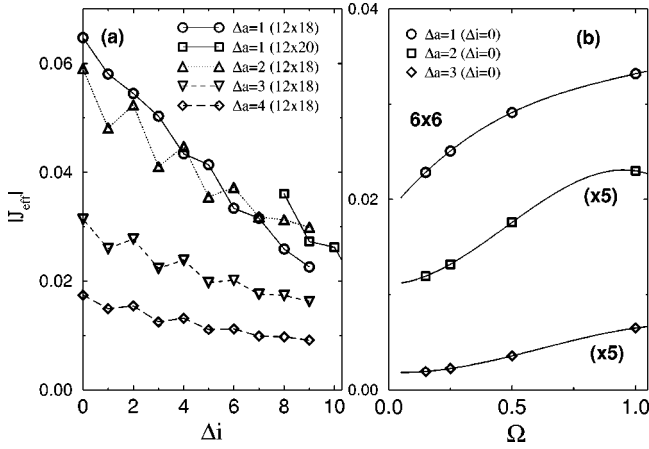 (a)
Δa=1 (12x18)
Δa=1 (12x20)
Δa=2 (12x18)
Δa=3 (12x18)
Δa=4 (12x18)
0.06
0.04
0.02
0.00
|J_eff|
0 2 4 6 8 10
Δi
(b)
Δa=1 (Δi=0)
Δa=2 (Δi=0)
Δa=3 (Δi=0)
6x6
(x5)
(x5)
0.04
0.02
0.00
0.0 0.5 1.0
Ω